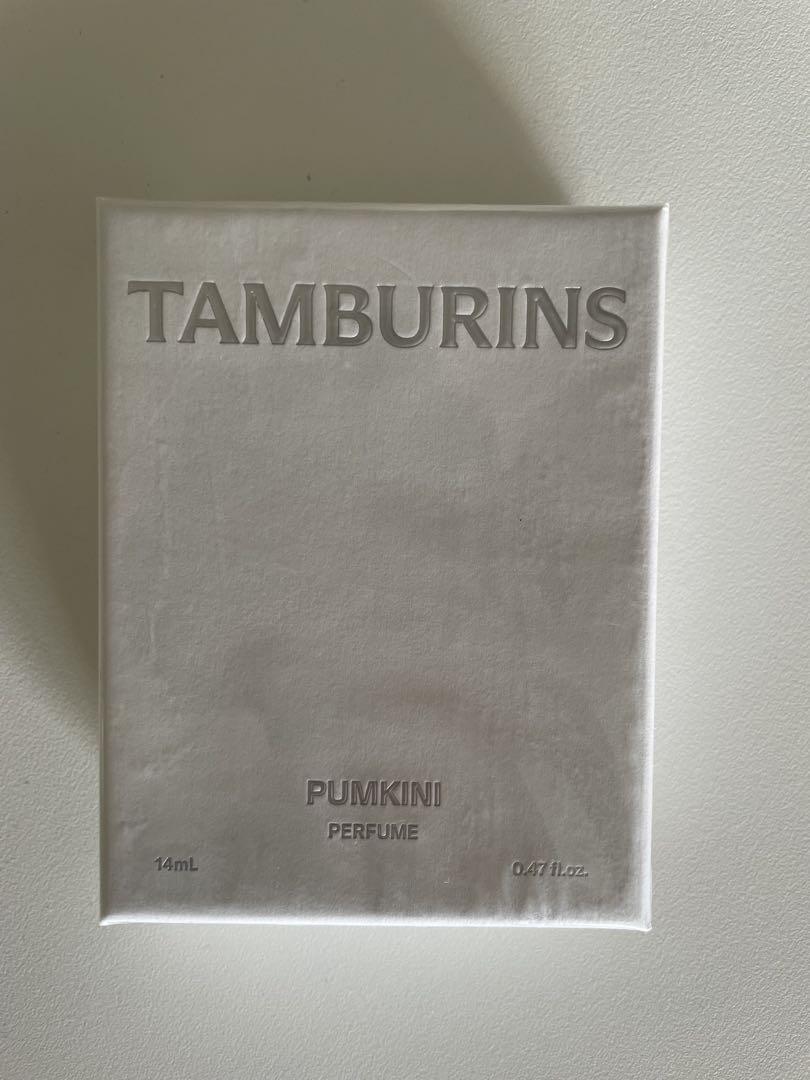 TAMBURINS
PUMKINI
PERFUME
14mL 0.47 fl.oz.